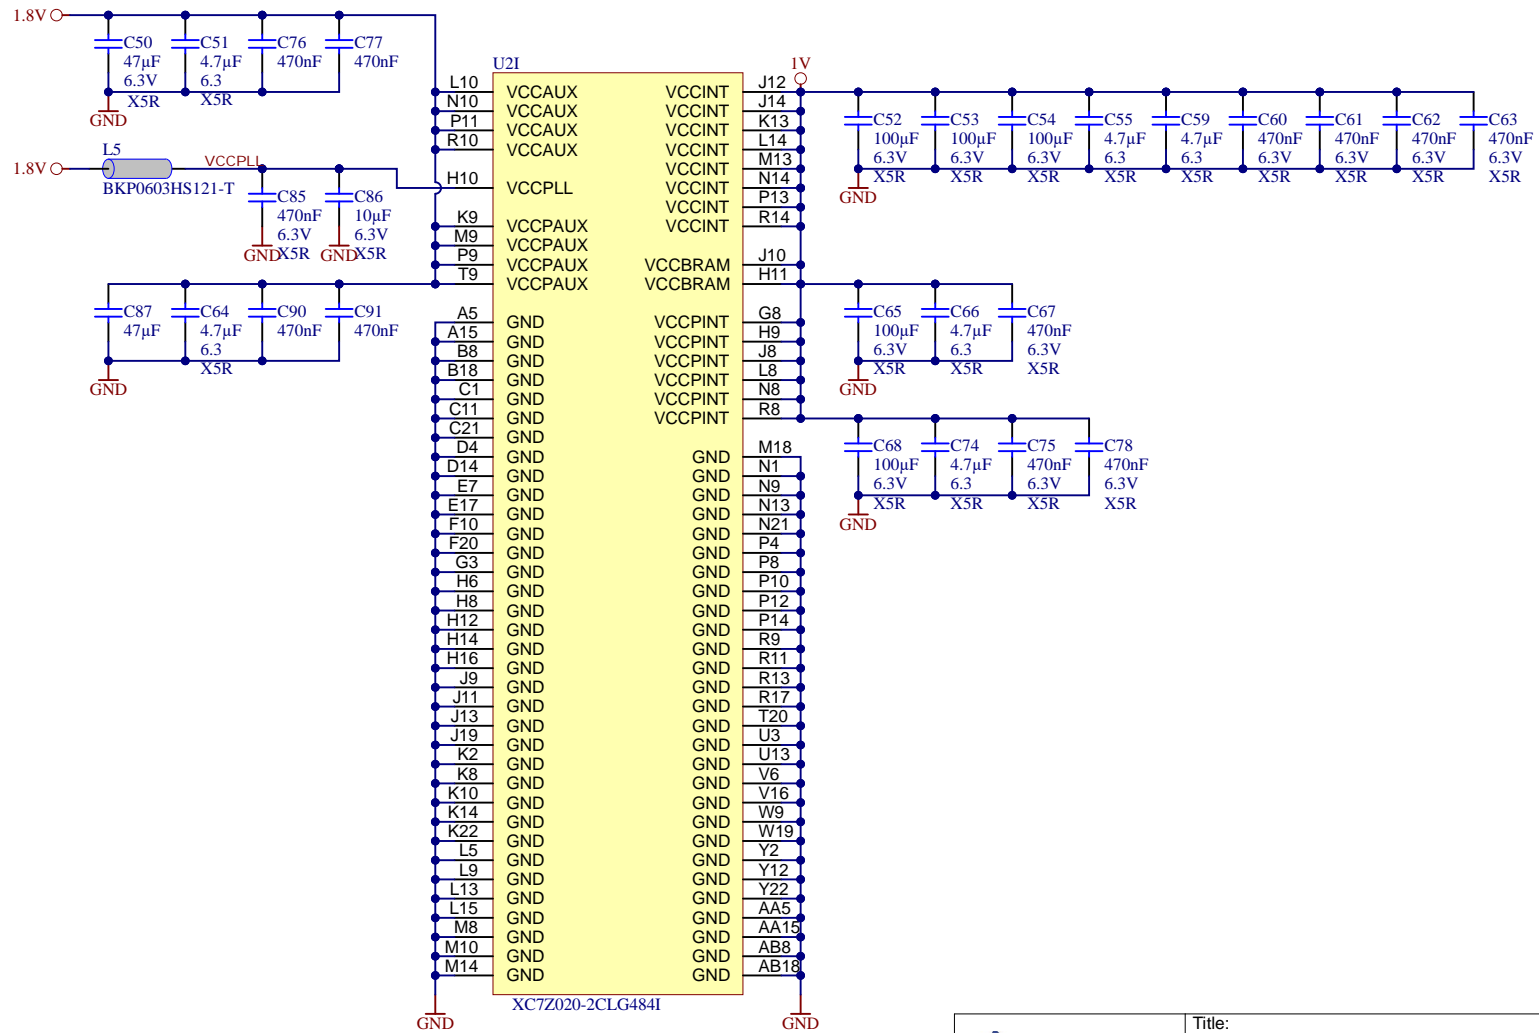 1.8V
C50
47µF
6.3V
X5R
C51
4.7µF
6.3
X5R
C76
470nF
C77
470nF
GND
1.8V
L5
BKP0603HS121-T
VCCPLL
C85
470nF
6.3V
X5R
GND
C86
10µF
6.3V
X5R
GND
C87
47µF
C64
4.7µF
6.3
X5R
C90
470nF
C91
470nF
GND
U2I
L10 VCCAUX
N10 VCCAUX
P11 VCCAUX
R10 VCCAUX
H10 VCCPLL
K9 VCCPAUX
M9 VCCPAUX
P9 VCCPAUX
T9 VCCPAUX
A5 GND
A15 GND
B8 GND
B18 GND
C1 GND
C11 GND
C21 GND
D4 GND
D14 GND
E7 GND
E17 GND
F10 GND
F20 GND
G3 GND
H6 GND
H8 GND
H12 GND
H14 GND
H16 GND
J9 GND
J11 GND
J13 GND
J19 GND
K2 GND
K8 GND
K10 GND
K14 GND
K22 GND
L5 GND
L9 GND
L13 GND
L15 GND
M8 GND
M10 GND
M14 GND
GND
1V
VCCINT J12
VCCINT J14
VCCINT K13
VCCINT L14
VCCINT M13
VCCINT N14
VCCINT P13
VCCINT R14
VCCBRAM J10
VCCBRAM H11
VCCPINT G8
VCCPINT H9
VCCPINT J8
VCCPINT L8
VCCPINT N8
VCCPINT R8
GND M18
GND N1
GND N9
GND N13
GND N21
GND P4
GND P8
GND P10
GND P12
GND P14
GND R9
GND R11
GND R13
GND R17
GND T20
GND U3
GND U13
GND V6
GND V16
GND W9
GND W19
GND Y2
GND Y12
GND Y22
GND AA5
GND AA15
GND AB8
GND AB18
GND
XC7Z020-2CLG484I
C52
100µF
6.3V
X5R
C53
100µF
6.3V
X5R
C54
100µF
6.3V
X5R
C55
4.7µF
6.3
X5R
C59
4.7µF
6.3
X5R
C60
470nF
6.3V
X5R
C61
470nF
6.3V
X5R
C62
470nF
6.3V
X5R
C63
470nF
6.3V
X5R
GND
C65
100µF
6.3V
X5R
C66
4.7µF
6.3
X5R
C67
470nF
6.3V
X5R
GND
C68
100µF
6.3V
X5R
C74
4.7µF
6.3
X5R
C75
470nF
6.3V
X5R
C78
470nF
6.3V
X5R
GND
Title: